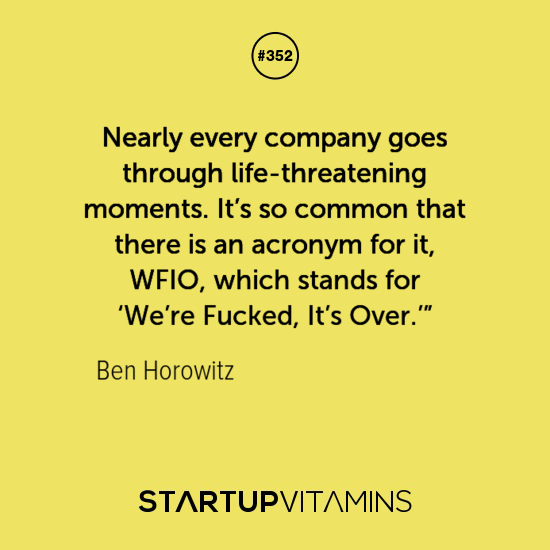 #352
Nearly every company goes
through life-threatening
moments. It’s so common that
there is an acronym for it,
WFIO, which stands for
‘We’re Fucked, It’s Over.’”
Ben Horowitz
STARTUPVITAMINS